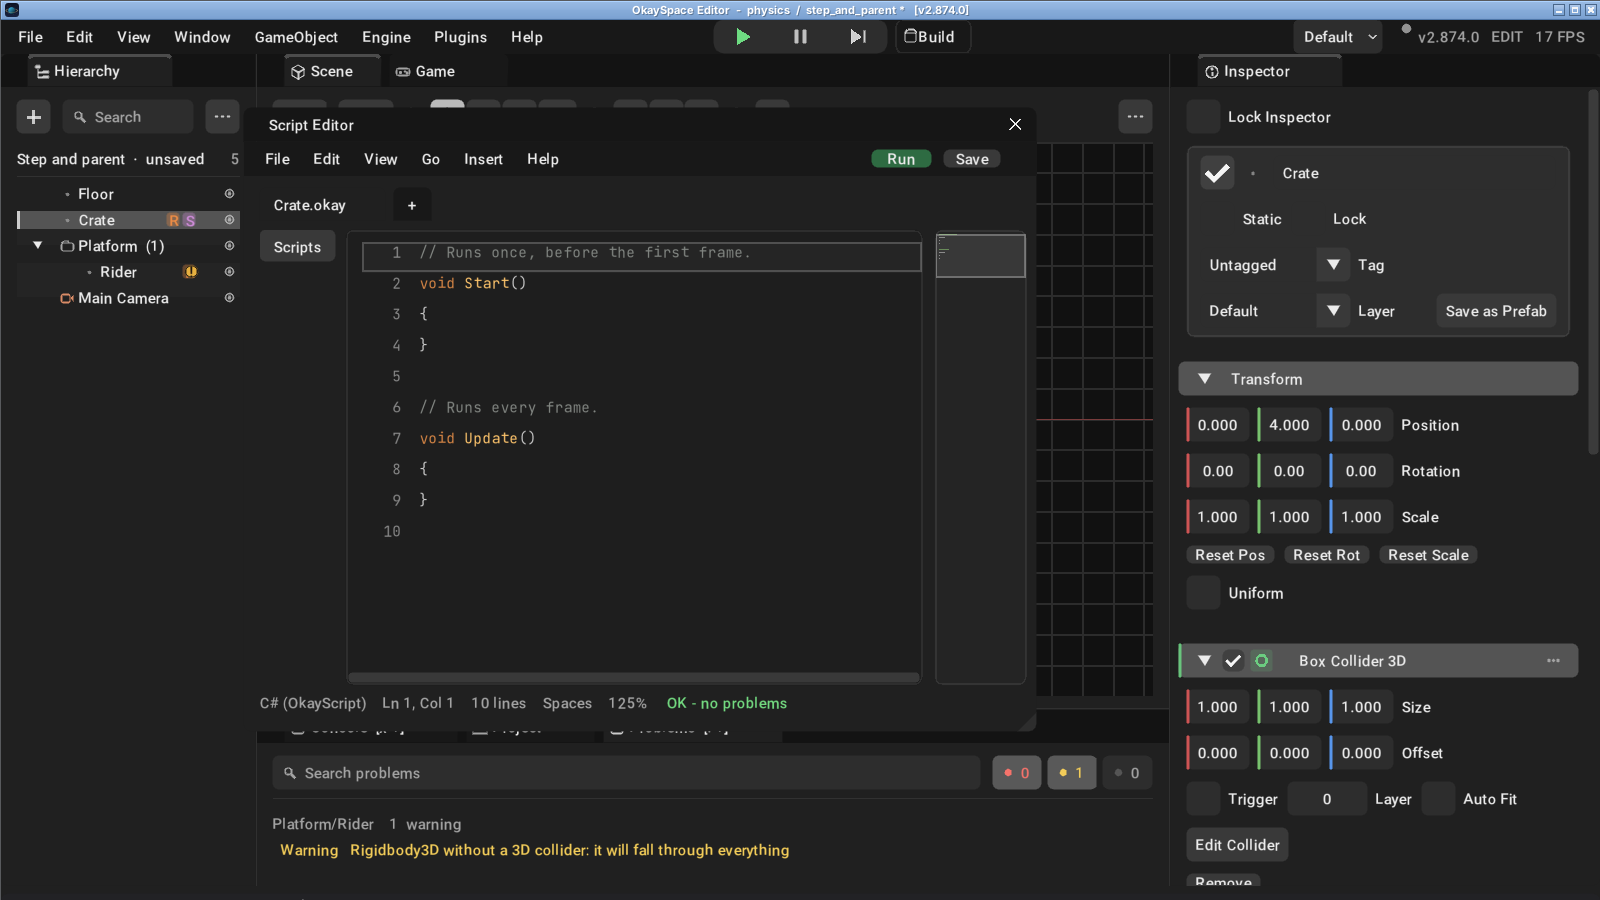 OkaySpace Editor - physics / step_and_parent * [v2.874.0]
File Edit View Window GameObject Engine Plugins Help
Build
Default
v2.874.0 EDIT 17 FPS
Hierarchy
Scene
Game
Inspector
Search
Step and parent · unsaved 5
Floor
Crate R S
Platform (1)
Rider
Main Camera
Script Editor
File Edit View Go Insert Help
Run
Save
Crate.okay
+
Scripts
1 // Runs once, before the first frame.
2 void Start()
3 {
4 }
5
6 // Runs every frame.
7 void Update()
8 {
9 }
10
C# (OkayScript) Ln 1, Col 1 10 lines Spaces 125% OK - no problems
Search problems
0 1 0
Platform/Rider 1 warning
Warning Rigidbody3D without a 3D collider: it will fall through everything
Lock Inspector
Crate
Static Lock
Untagged Tag
Default Layer Save as Prefab
Transform
0.000 4.000 0.000 Position
0.00 0.00 0.00 Rotation
1.000 1.000 1.000 Scale
Reset Pos Reset Rot Reset Scale
Uniform
Box Collider 3D
1.000 1.000 1.000 Size
0.000 0.000 0.000 Offset
Trigger 0 Layer Auto Fit
Edit Collider
Remove